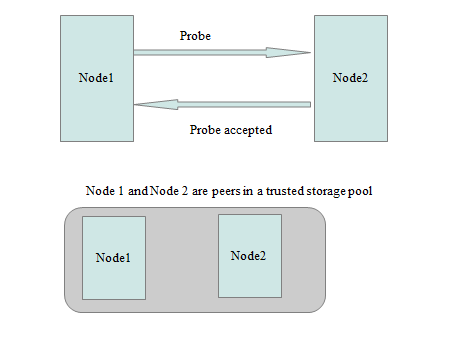 Probe
Node1
Node2
Probe accepted
Node 1 and Node 2 are peers in a trusted storage pool
Node1
Node2